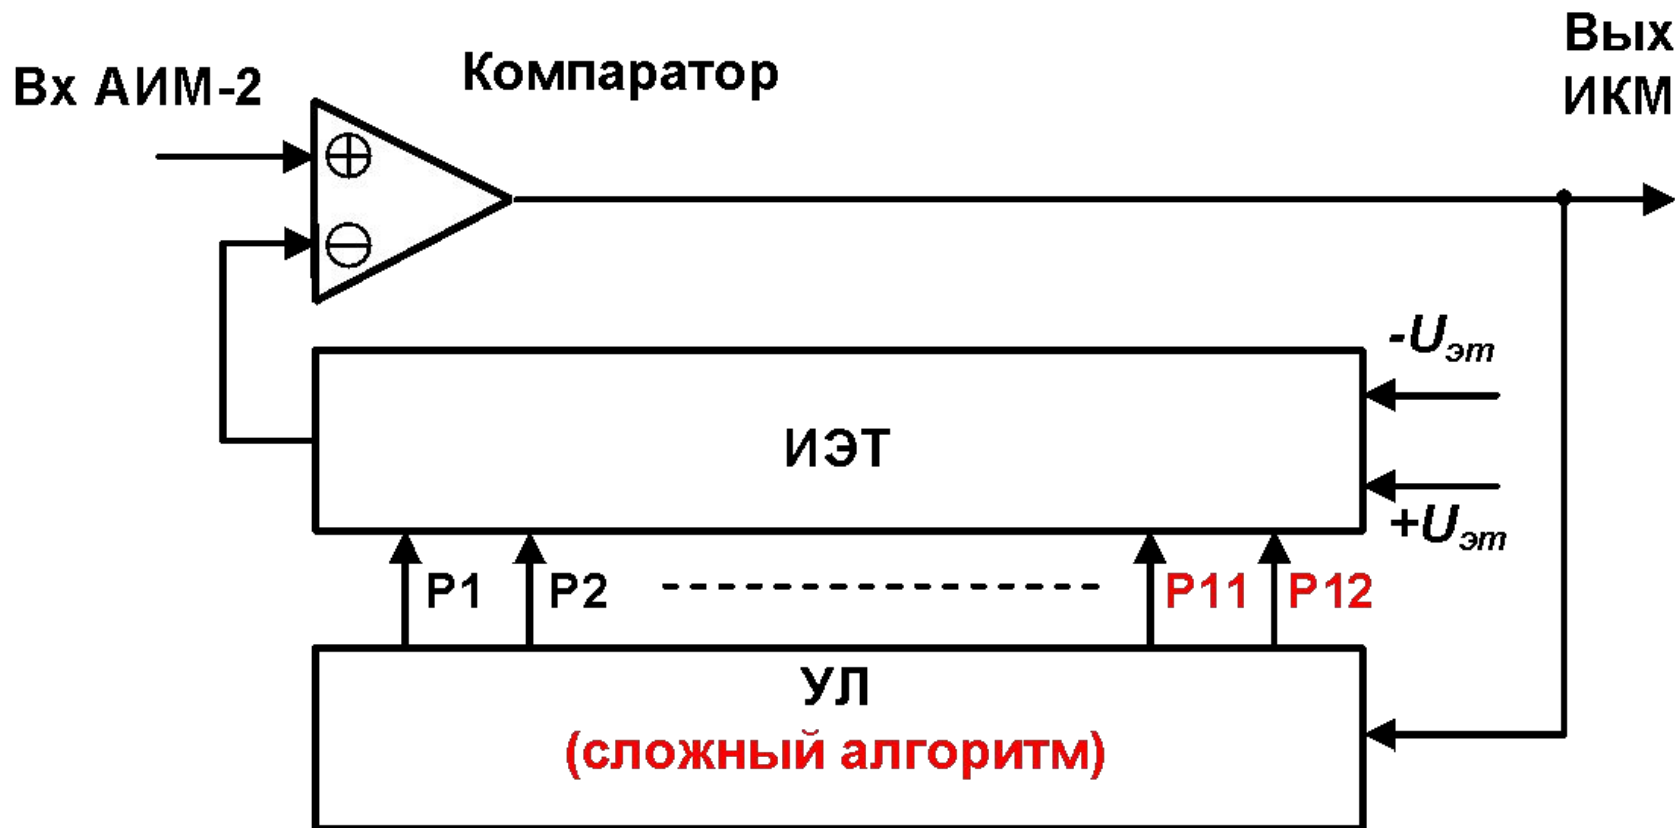 Вх АИМ-2
Компаратор
Вых
ИКМ
-Uэт
ИЭТ
+Uэт
P1
P2
P11
P12
УЛ
(сложный алгоритм)